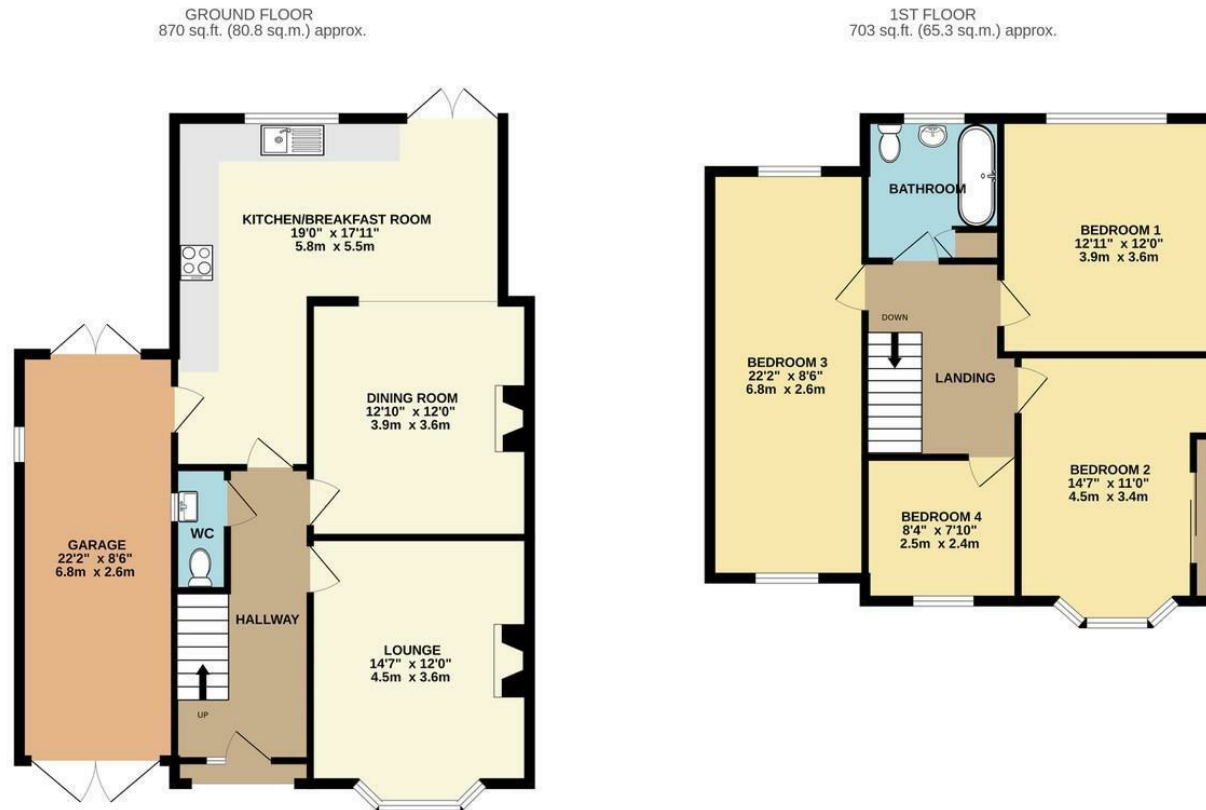 GROUND FLOOR
870 sq.ft. (80.8 sq.m.) approx.
KITCHEN/BREAKFAST ROOM
19'0" x 17'11"
5.8m x 5.5m
DINING ROOM
12'10" x 12'0"
3.9m x 3.6m
WC
GARAGE
22'2" x 8'6"
6.8m x 2.6m
HALLWAY
LOUNGE
14'7" x 12'0"
4.5m x 3.6m
UP
1ST FLOOR
703 sq.ft. (65.3 sq.m.) approx.
BATHROOM
BEDROOM 1
12'11" x 12'0"
3.9m x 3.6m
DOWN
BEDROOM 3
22'2" x 8'6"
6.8m x 2.6m
LANDING
BEDROOM 2
14'7" x 11'0"
4.5m x 3.4m
BEDROOM 4
8'4" x 7'10"
2.5m x 2.4m